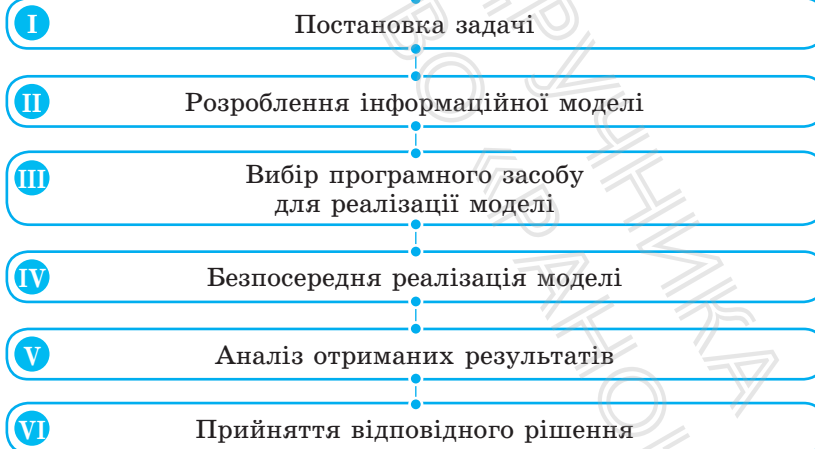 I
Постановка задачі
II
Розроблення інформаційної моделі
III
Вибір програмного засобу
для реалізації моделі
IV
Безпосередня реалізація моделі
V
Аналіз отриманих результатів
VI
Прийняття відповідного рішення